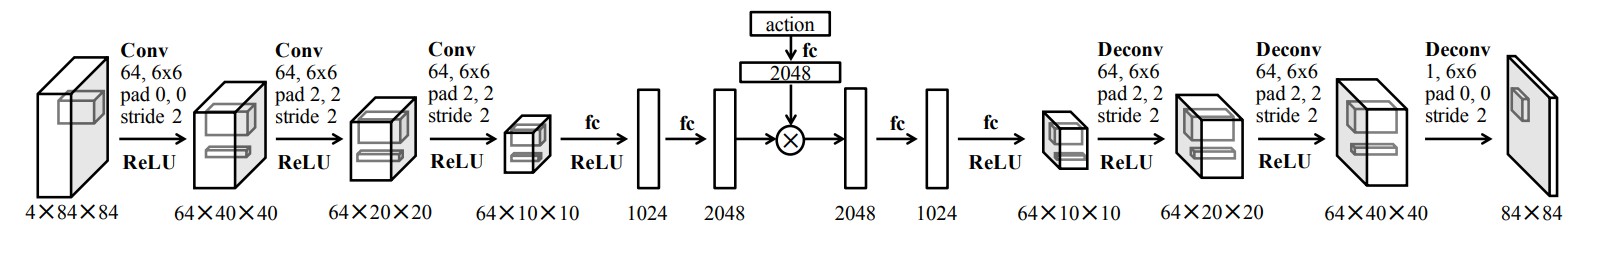 action
fc
2048
Conv
64, 6x6
pad 0, 0
stride 2
ReLU
Conv
64, 6x6
pad 2, 2
stride 2
ReLU
Conv
64, 6x6
pad 2, 2
stride 2
ReLU
fc
ReLU
fc
fc
fc
ReLU
Deconv
64, 6x6
pad 2, 2
stride 2
ReLU
Deconv
64, 6x6
pad 2, 2
stride 2
ReLU
Deconv
1, 6x6
pad 0, 0
stride 2
4×84×84
64×40×40
64×20×20
64×10×10
1024
2048
2048
1024
64×10×10
64×20×20
64×40×40
84×84